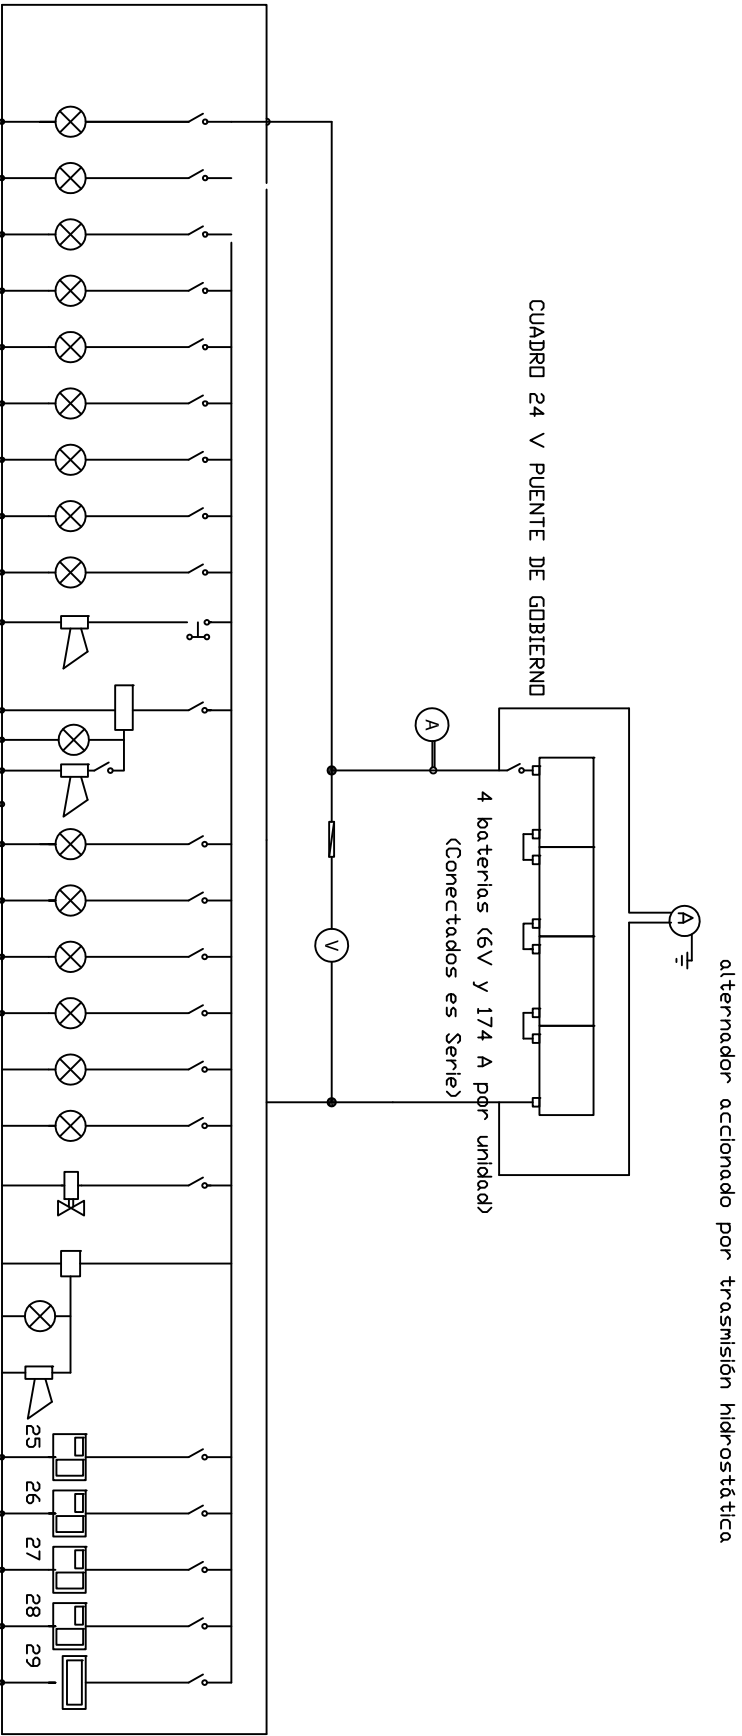 alternador accionado por trasmisión hidrostática
A
CUADRO 24 V PUENTE DE GOBIERNO
4 baterias (6V y 174 A por unidad)
(Conectados es Serie)
A
V
25
26
27
28
29